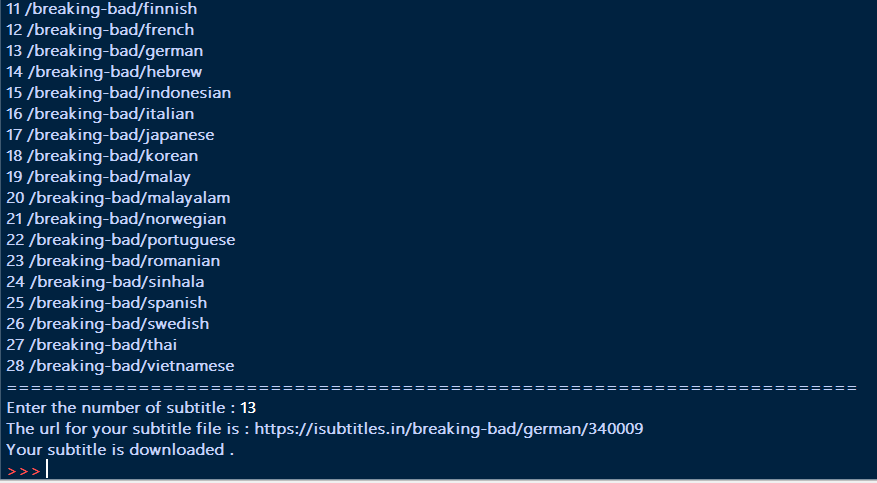 11 /breaking-bad/finnish
12 /breaking-bad/french
13 /breaking-bad/german
14 /breaking-bad/hebrew
15 /breaking-bad/indonesian
16 /breaking-bad/italian
17 /breaking-bad/japanese
18 /breaking-bad/korean
19 /breaking-bad/malay
20 /breaking-bad/malayalam
21 /breaking-bad/norwegian
22 /breaking-bad/portuguese
23 /breaking-bad/romanian
24 /breaking-bad/sinhala
25 /breaking-bad/spanish
26 /breaking-bad/swedish
27 /breaking-bad/thai
28 /breaking-bad/vietnamese
=======================================================================
Enter the number of subtitle : 13
The url for your subtitle file is : https://isubtitles.in/breaking-bad/german/340009
Your subtitle is downloaded .
>>>